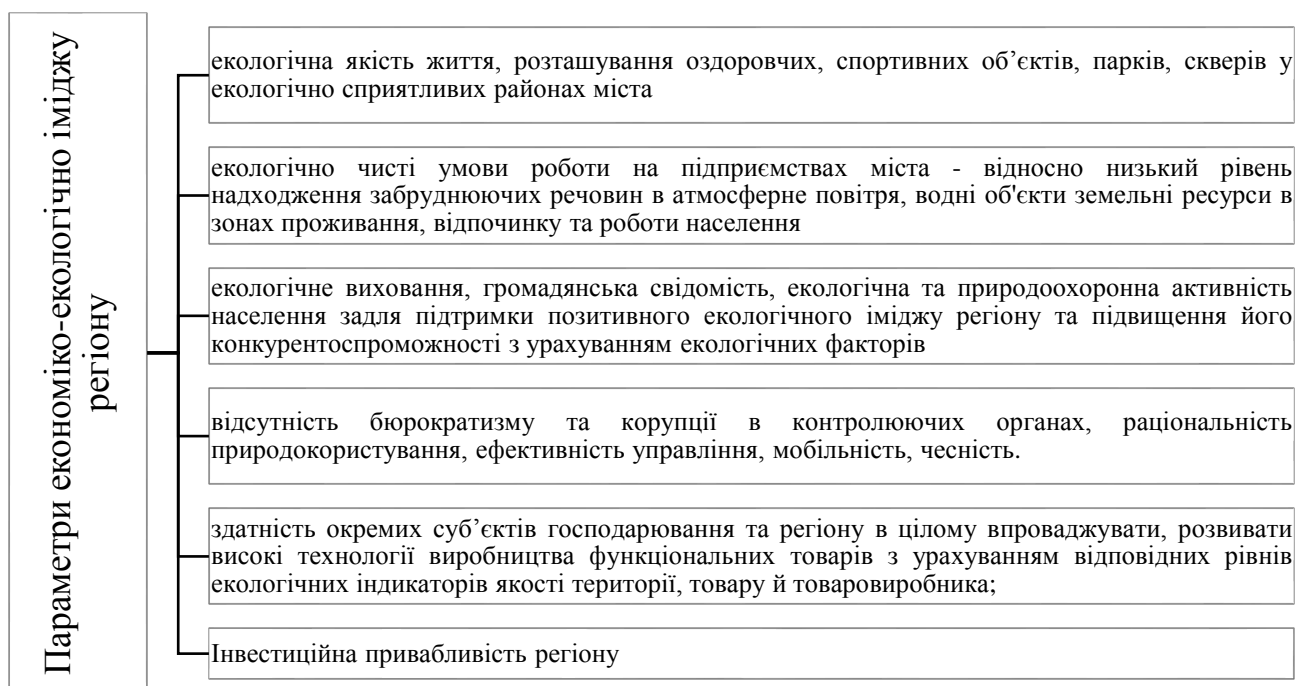 Параметри економіко-екологічно іміджу
регіону
екологічна якість життя, розташування оздоровчих, спортивних об’єктів, парків, скверів у
екологічно сприятливих районах міста
екологічно чисті умови роботи на підприємствах міста - відносно низький рівень
надходження забруднюючих речовин в атмосферне повітря, водні об'єкти земельні ресурси в
зонах проживання, відпочинку та роботи населення
екологічне виховання, громадянська свідомість, екологічна та природоохоронна активність
населення задля підтримки позитивного екологічного іміджу регіону та підвищення його
конкурентоспроможності з урахуванням екологічних факторів
відсутність бюрократизму та корупції в контролюючих органах, раціональність
природокористування, ефективність управління, мобільність, чесність.
здатність окремих суб’єктів господарювання та регіону в цілому впроваджувати, розвивати
високі технології виробництва функціональних товарів з урахуванням відповідних рівнів
екологічних індикаторів якості території, товару й товаровиробника;
Інвестиційна привабливість регіону